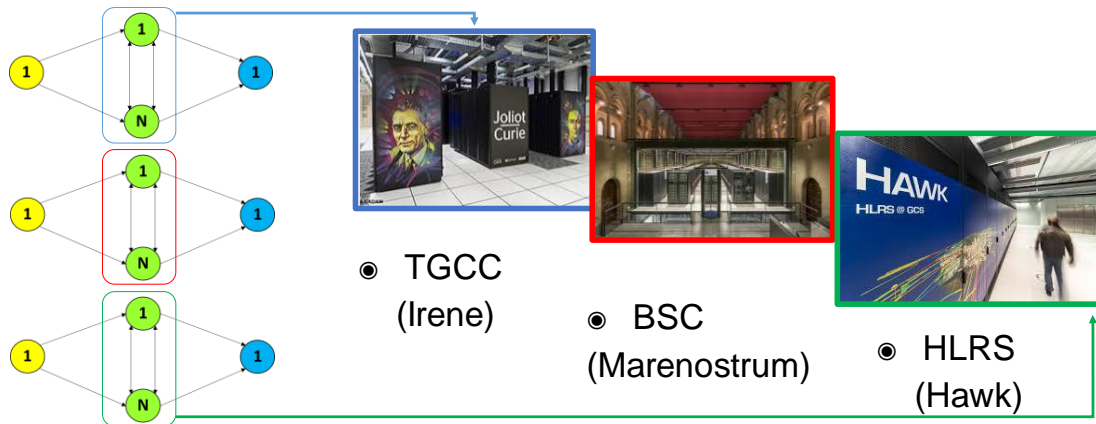 1
1
N
1
1
1
N
1
1
1
N
1
Joliot
Curie
HAWK
HLRS @ GCS
TGCC
(Irene)
BSC
(Marenostrum)
HLRS
(Hawk)